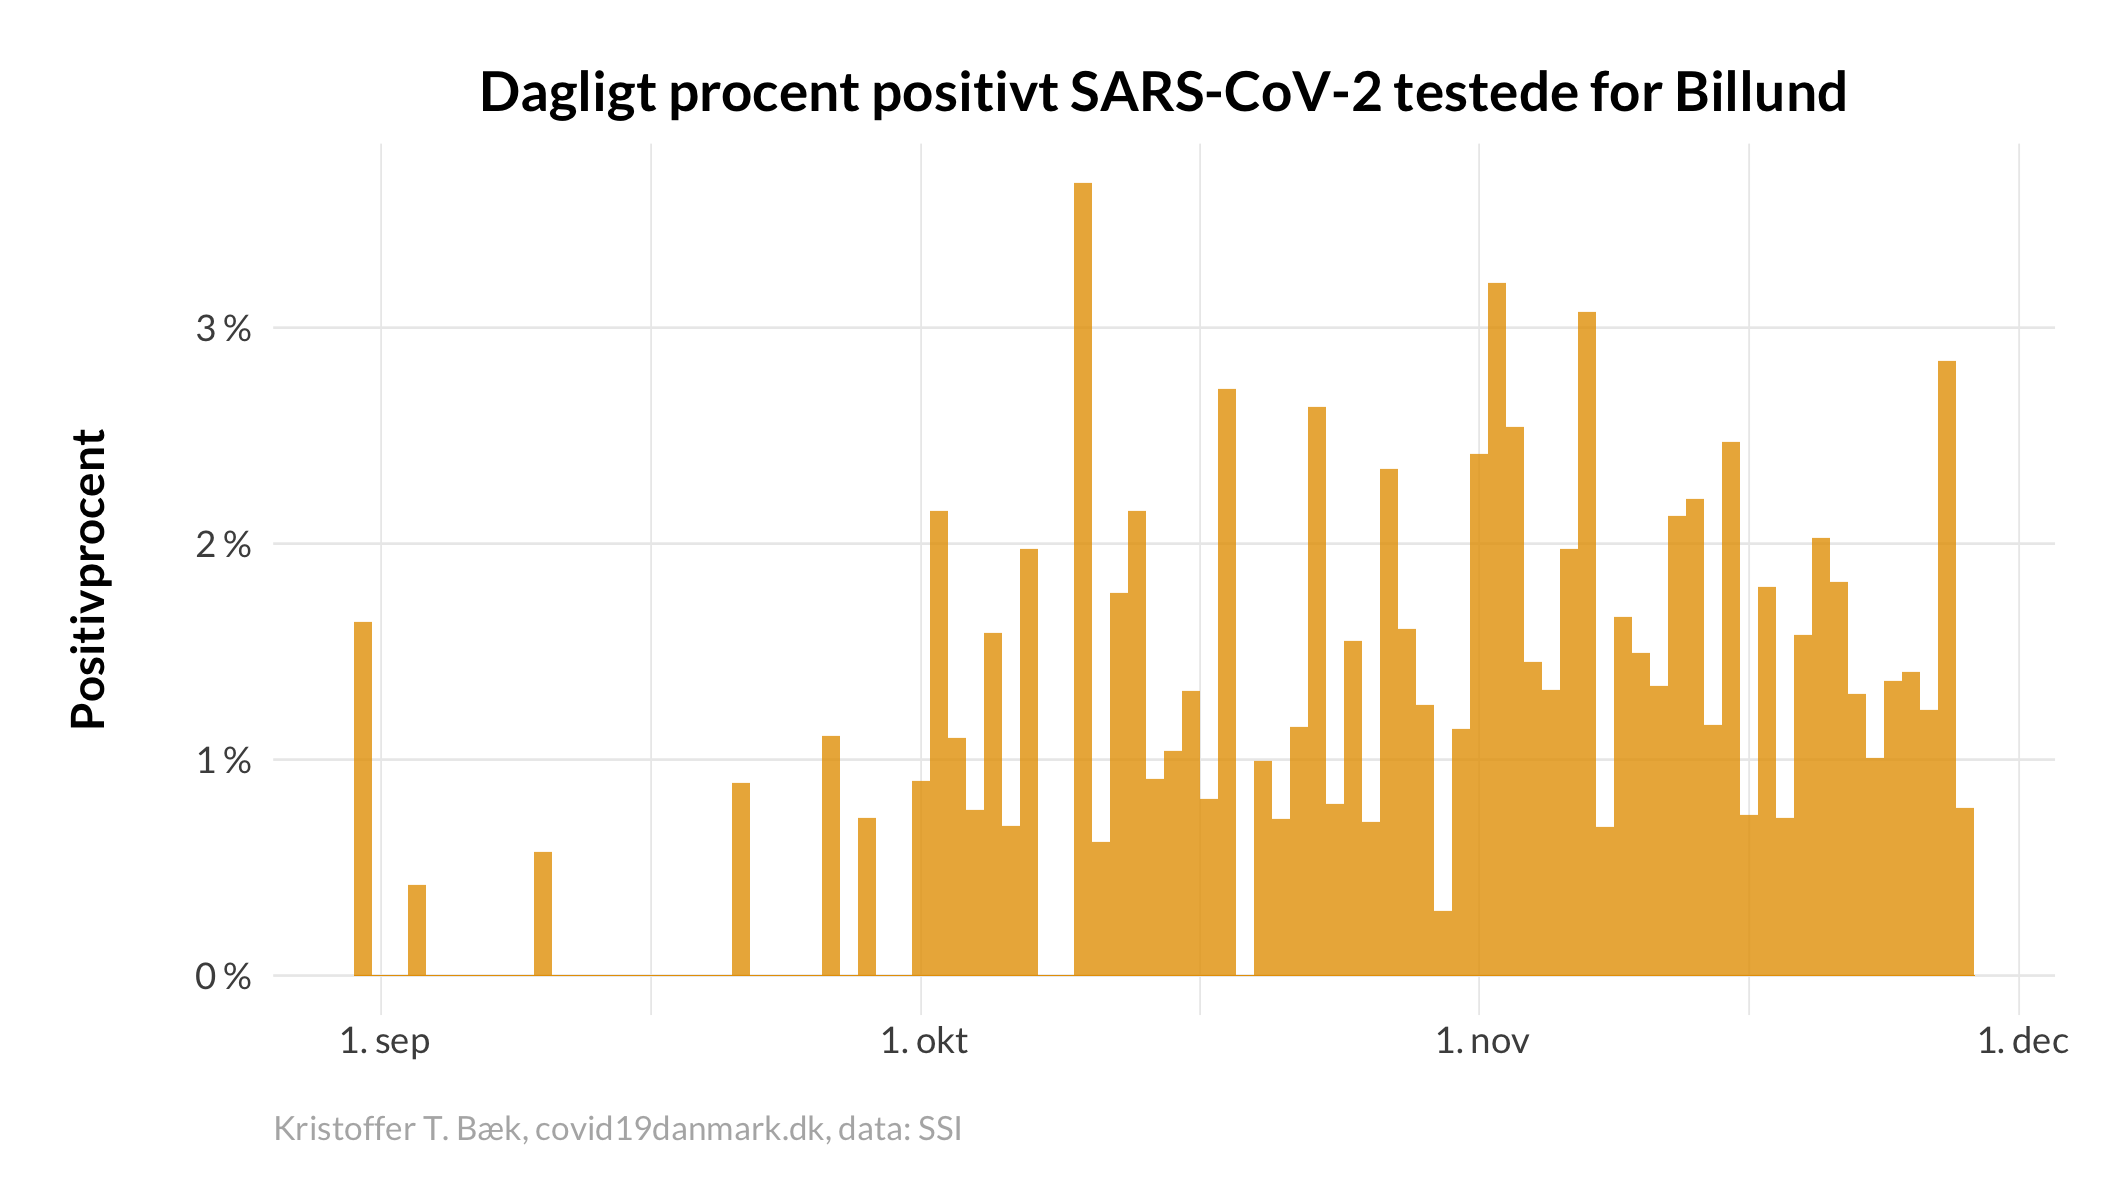 Dagligt procent positivt SARS-CoV-2 testede for Billund
Positivprocent
3 %
2 %
1 %
0 %
1. sep
1. okt
1. nov
1. dec
Kristoffer T. Bæk, covid19danmark.dk, data: SSI